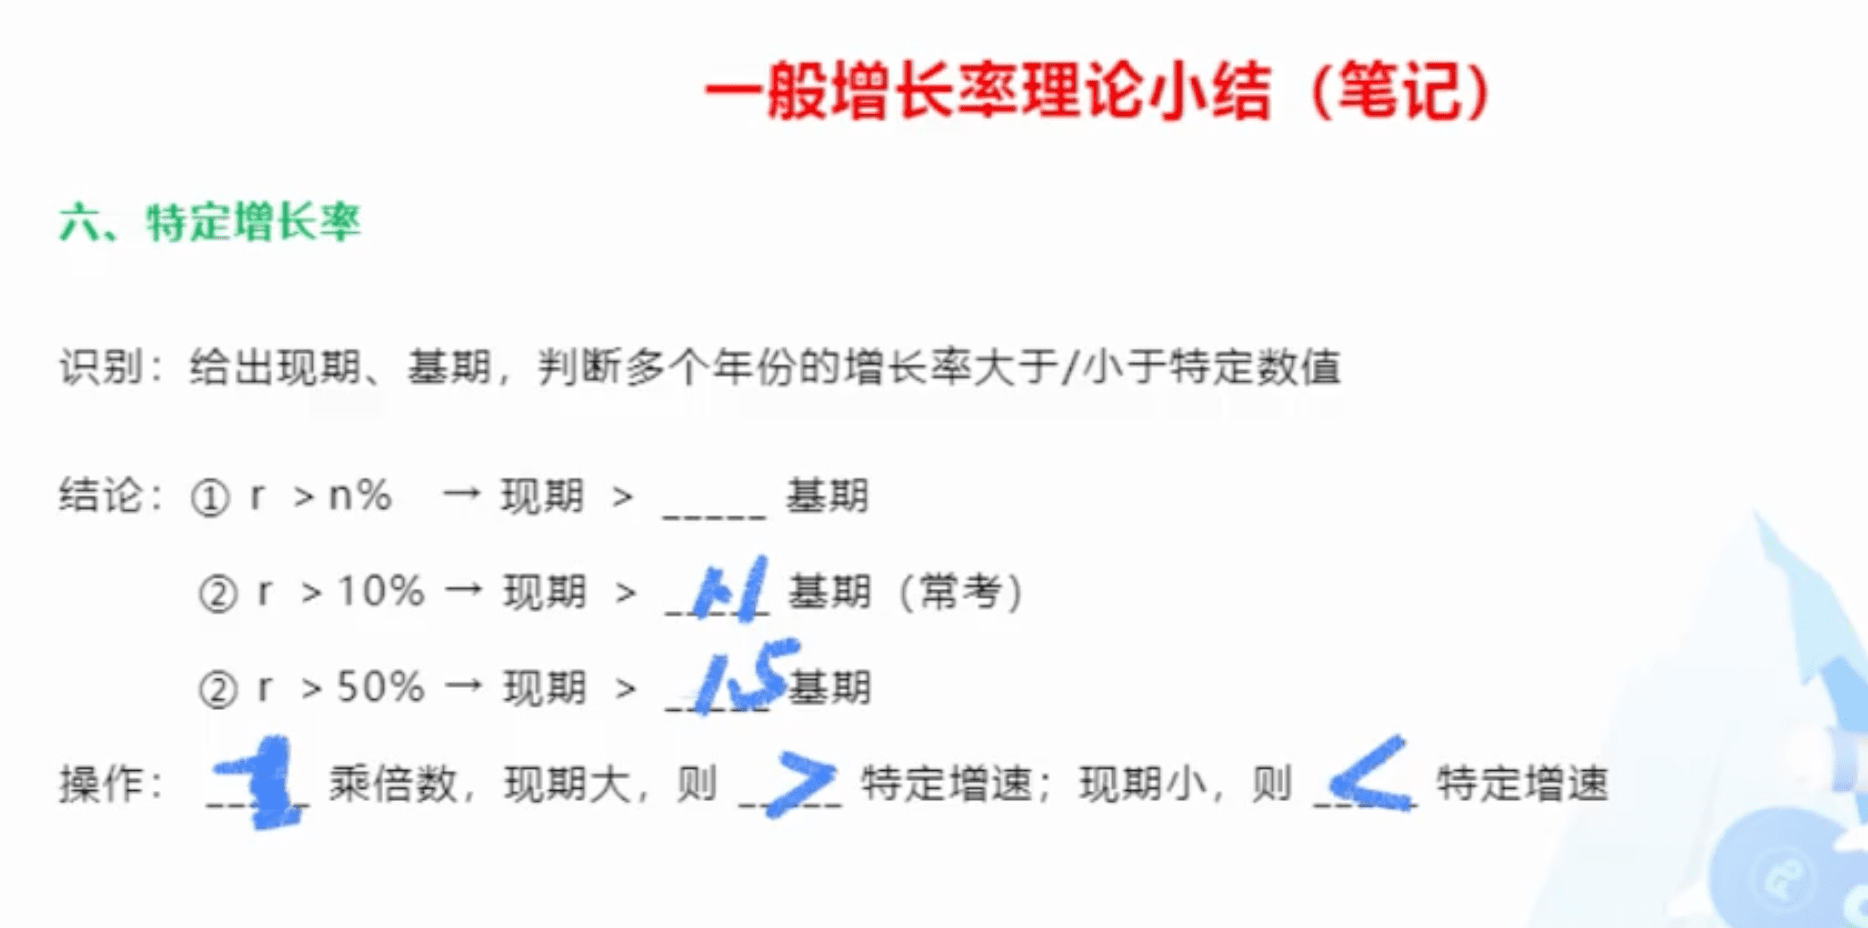 一般增长率理论小结（笔记）
六、特定增长率
识别：给出现期、基期，判断多个年份的增长率大于/小于特定数值
结论：① r ＞n% → 现期 ＞ _____ 基期
② r ＞10% → 现期 ＞ 1.1 基期（常考）
② r ＞50% → 现期 ＞ 1.5 基期
操作： _____ 乘倍数，现期大，则 > 特定增速；现期小，则 < 特定增速